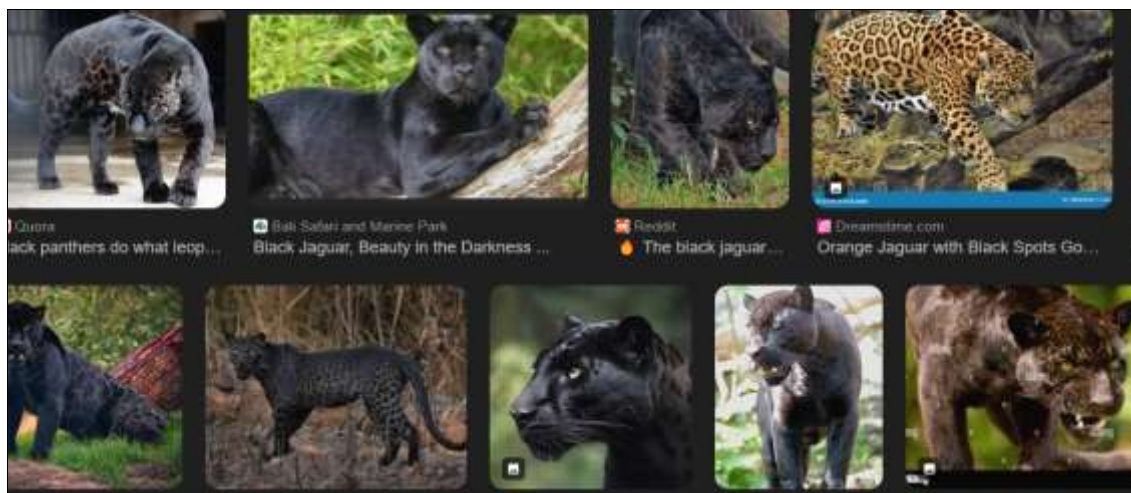 Quora
lack panthers do what leop...
Bali Safari and Marine Park
Black Jaguar, Beauty in the Darkness ...
Reddit
The black jaguar...
Dreamstime.com
Orange Jaguar with Black Spots Go...